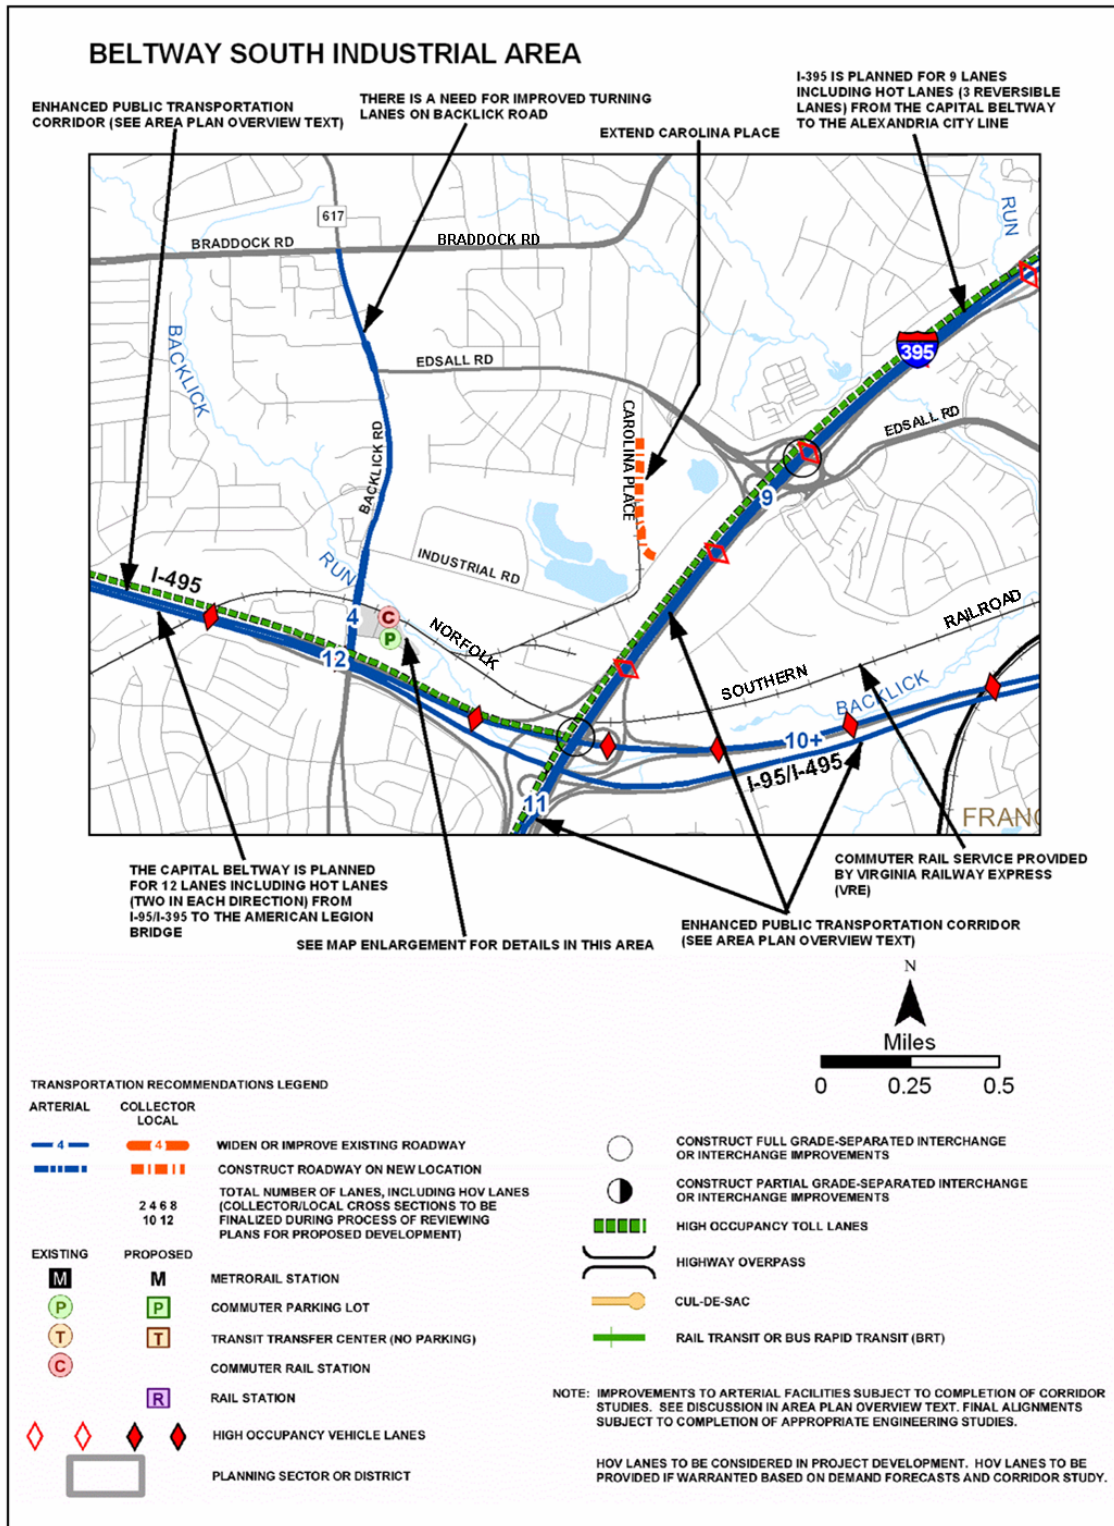 BELTWAY SOUTH INDUSTRIAL AREA
ENHANCED PUBLIC TRANSPORTATION
CORRIDOR (SEE AREA PLAN OVERVIEW TEXT)
THERE IS A NEED FOR IMPROVED TURNING
LANES ON BACKLICK ROAD
EXTEND CAROLINA PLACE
I-395 IS PLANNED FOR 9 LANES
INCLUDING HOT LANES (3 REVERSIBLE
LANES) FROM THE CAPITAL BELTWAY
TO THE ALEXANDRIA CITY LINE
617
BRADDOCK RD
BRADDOCK RD
RUN
BACKLICK
395
EDSALL RD
EDSALL RD
CAROLINA PLACE
BACKLICK RD
9
INDUSTRIAL RD
RUN
I-495
4
C
P
NORFOLK
12
SOUTHERN
RAILROAD
BACKLICK
10+
I-95/I-495
11
FRANC
THE CAPITAL BELTWAY IS PLANNED
FOR 12 LANES INCLUDING HOT LANES
(TWO IN EACH DIRECTION) FROM
I-95/I-395 TO THE AMERICAN LEGION
BRIDGE
SEE MAP ENLARGEMENT FOR DETAILS IN THIS AREA
ENHANCED PUBLIC TRANSPORTATION CORRIDOR
(SEE AREA PLAN OVERVIEW TEXT)
COMMUTER RAIL SERVICE PROVIDED
BY VIRGINIA RAILWAY EXPRESS
(VRE)
N
Miles
0 0.25 0.5
TRANSPORTATION RECOMMENDATIONS LEGEND
ARTERIAL
COLLECTOR
LOCAL
4 4 WIDEN OR IMPROVE EXISTING ROADWAY
CONSTRUCT ROADWAY ON NEW LOCATION
2 4 6 8
10 12
TOTAL NUMBER OF LANES, INCLUDING HOV LANES
(COLLECTOR/LOCAL CROSS SECTIONS TO BE
FINALIZED DURING PROCESS OF REVIEWING
PLANS FOR PROPOSED DEVELOPMENT)
EXISTING PROPOSED
M M METRORAIL STATION
P P COMMUTER PARKING LOT
T T TRANSIT TRANSFER CENTER (NO PARKING)
C COMMUTER RAIL STATION
R RAIL STATION
HIGH OCCUPANCY VEHICLE LANES
PLANNING SECTOR OR DISTRICT
CONSTRUCT FULL GRADE-SEPARATED INTERCHANGE
OR INTERCHANGE IMPROVEMENTS
CONSTRUCT PARTIAL GRADE-SEPARATED INTERCHANGE
OR INTERCHANGE IMPROVEMENTS
HIGH OCCUPANCY TOLL LANES
HIGHWAY OVERPASS
CUL-DE-SAC
RAIL TRANSIT OR BUS RAPID TRANSIT (BRT)
NOTE: IMPROVEMENTS TO ARTERIAL FACILITIES SUBJECT TO COMPLETION OF CORRIDOR
STUDIES. SEE DISCUSSION IN AREA PLAN OVERVIEW TEXT. FINAL ALIGNMENTS
SUBJECT TO COMPLETION OF APPROPRIATE ENGINEERING STUDIES.
HOV LANES TO BE CONSIDERED IN PROJECT DEVELOPMENT. HOV LANES TO BE
PROVIDED IF WARRANTED BASED ON DEMAND FORECASTS AND CORRIDOR STUDY.